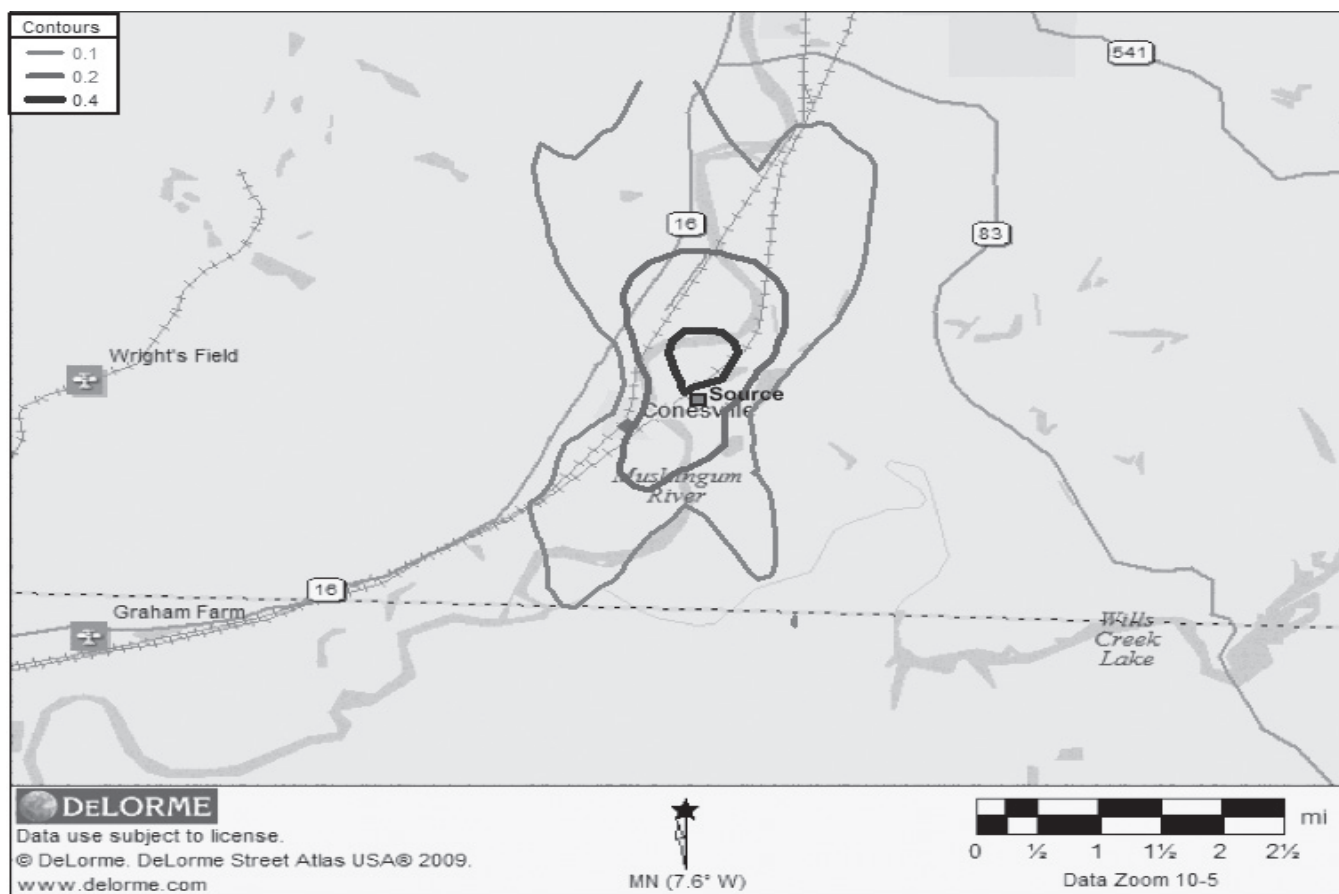 Contours
0.1
0.2
0.4
541
16
83
Wright's Field
Source
Conesville
Muskingum
River
16
Graham Farm
Wills
Creek
Lake
DELORME
Data use subject to license.
© DeLorme. DeLorme Street Atlas USA® 2009.
www.delorme.com
MN (7.6° W)
mi
0 ½ 1 1½ 2 2½
Data Zoom 10-5